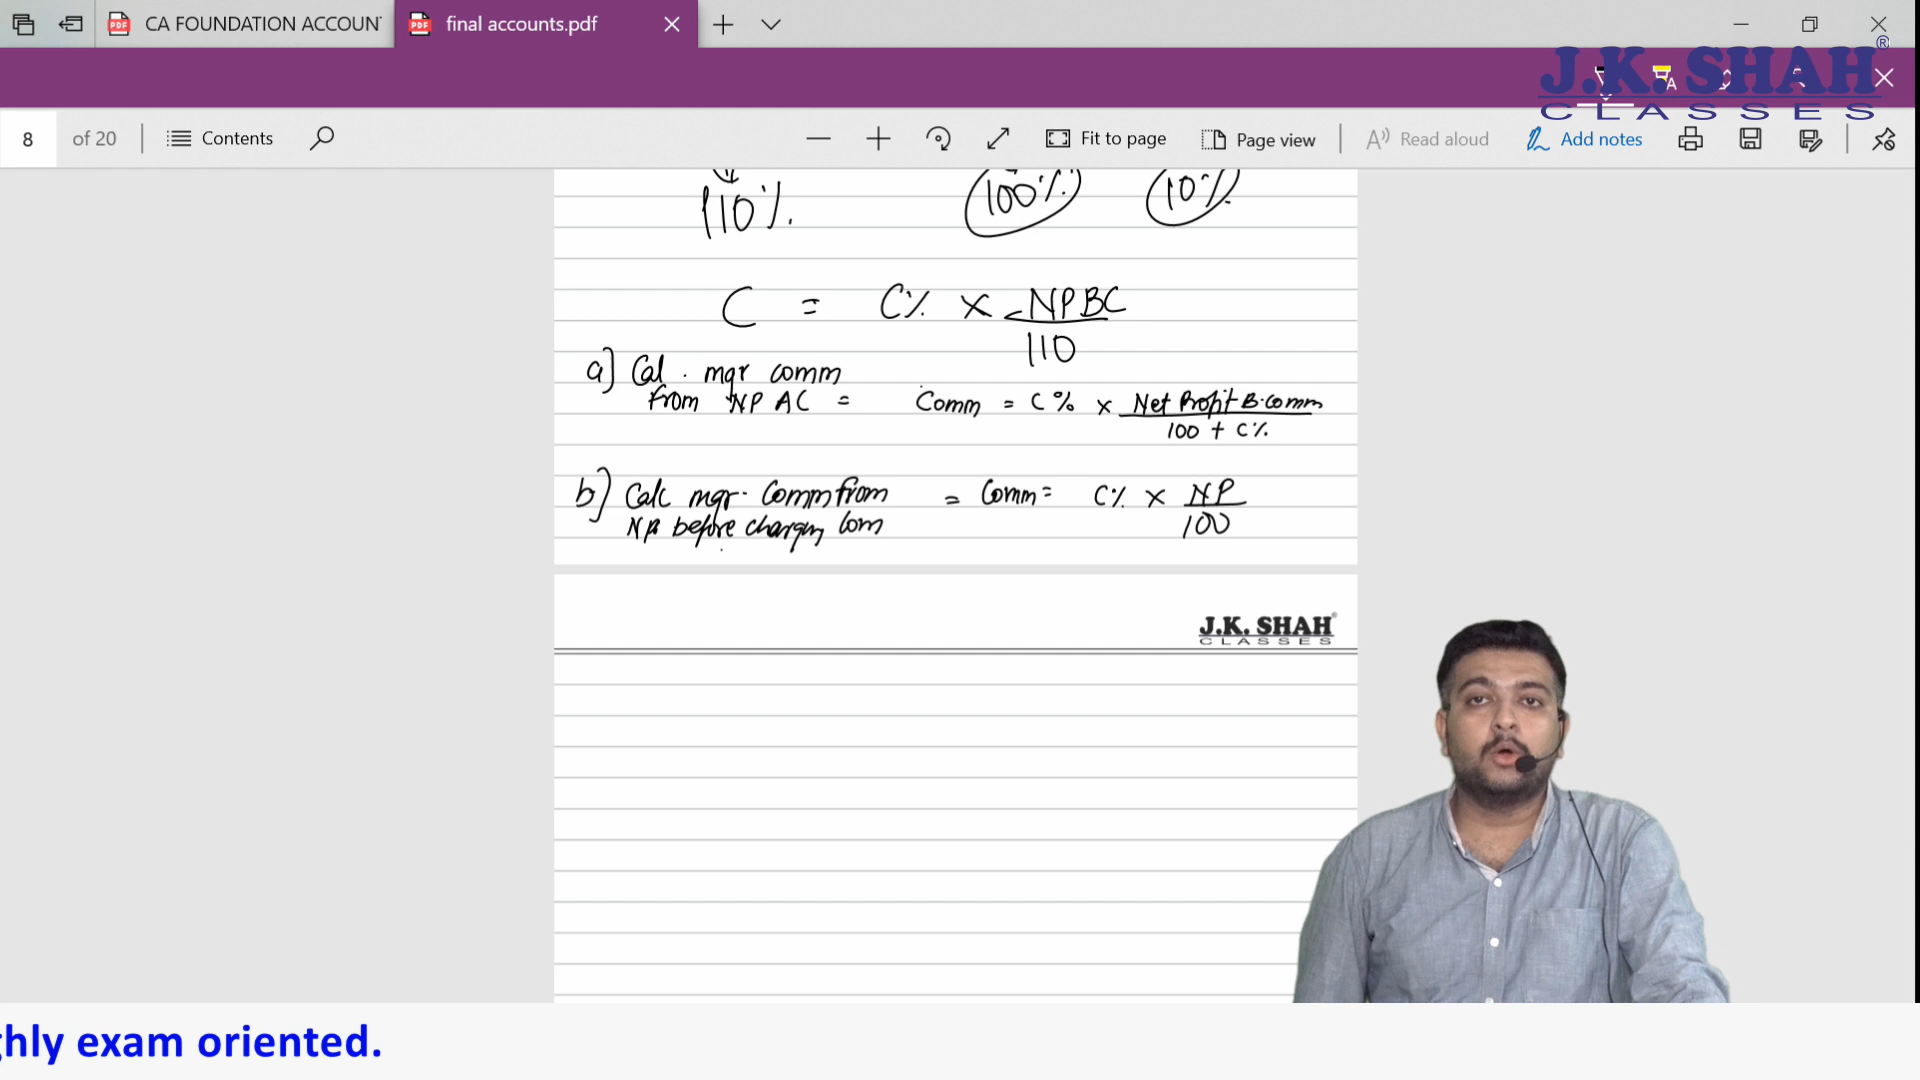 CA FOUNDATION ACCOUN
final accounts.pdf
J.K. SHAH®
CLASSES
8 of 20
Contents
Fit to page
Page view
Read aloud
Add notes
110%.
100%
10%
C = C% × NPBC
110
a] Cal. mgr comm
from NP AC = Comm = C% × Net Profit B.comm
100 + C%
b] Calc mgr. Comm from = Comm = C% × NP
NP before charging Com
100
J.K. SHAH®
CLASSES
ghly exam oriented.